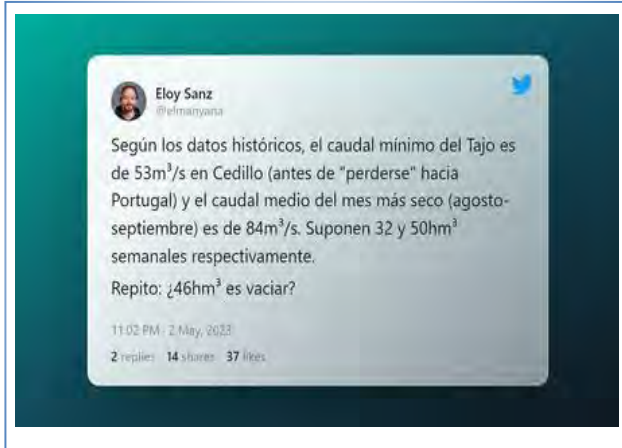 Eloy Sanz
@elmanyana
Según los datos históricos, el caudal mínimo del Tajo es
de 53m³/s en Cedillo (antes de "perderse" hacia
Portugal) y el caudal medio del mes más seco (agosto-
septiembre) es de 84m³/s. Suponen 32 y 50hm³
semanales respectivamente.
Repito: ¿46hm³ es vaciar?
11:02 PM · 2 May, 2023
2 replies 14 shares 37 likes